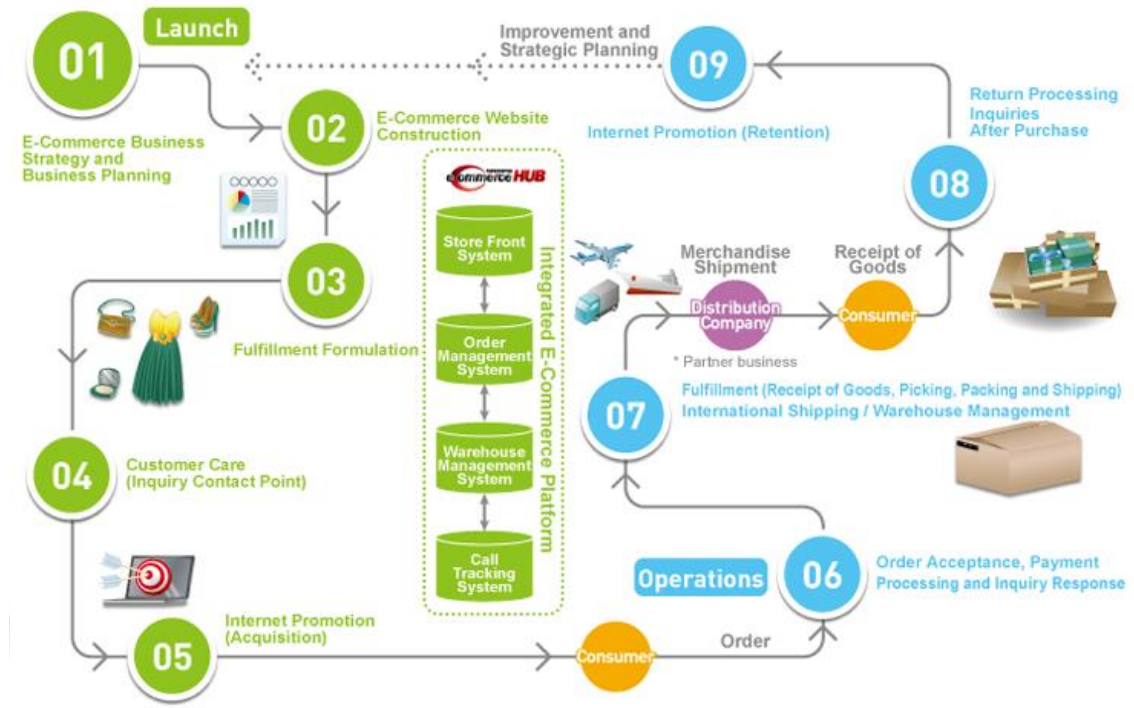 01
Launch
E-Commerce Business
Strategy and
Business Planning
02
E-Commerce Website
Construction
03
Fulfillment Formulation
04
Customer Care
(Inquiry Contact Point)
05
Internet Promotion
(Acquisition)
eCommerce HUB
Store Front
System
Order
Management
System
Warehouse
Management
System
Call
Tracking
System
Integrated E-Commerce Platform
Consumer
Order
Operations
06
Order Acceptance, Payment
Processing and Inquiry Response
07
Fulfillment (Receipt of Goods, Picking, Packing and Shipping)
International Shipping / Warehouse Management
Merchandise
Shipment
Distribution
Company
* Partner business
Receipt of
Goods
Consumer
08
Return Processing
Inquiries
After Purchase
09
Internet Promotion (Retention)
Improvement and
Strategic Planning